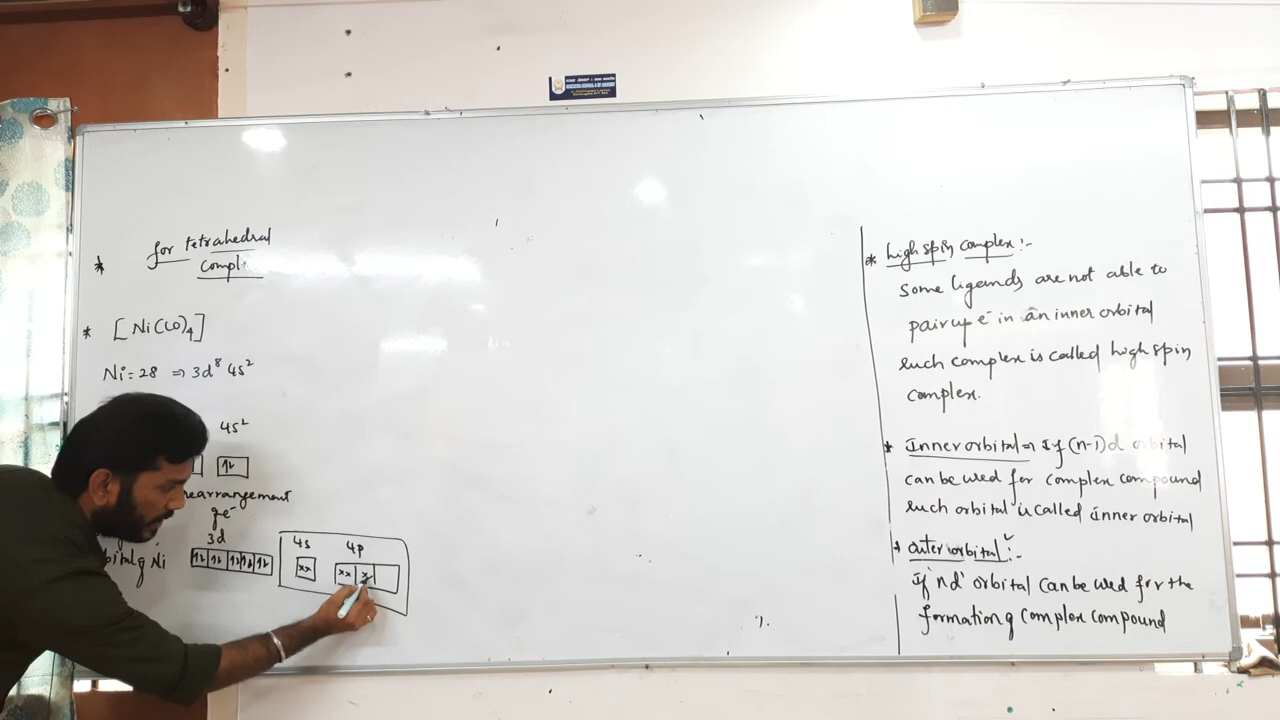 * for tetrahedral
compl
* [Ni(CO)4]
Ni = 28 ⇒ 3d⁸ 4s²
4s²
rearrangement
of e⁻
3d
4s 4p
of Ni
* high spin complex :-
Some ligands are not able to
pair up e⁻ in an inner orbital
such complex is called high spin
complex.
* Inner orbital ⇒ If (n-1)d orbital
can be used for complex compound
such orbital is called inner orbital
* outer orbital :-
If 'nd' orbital can be used for the
formation of complex compound